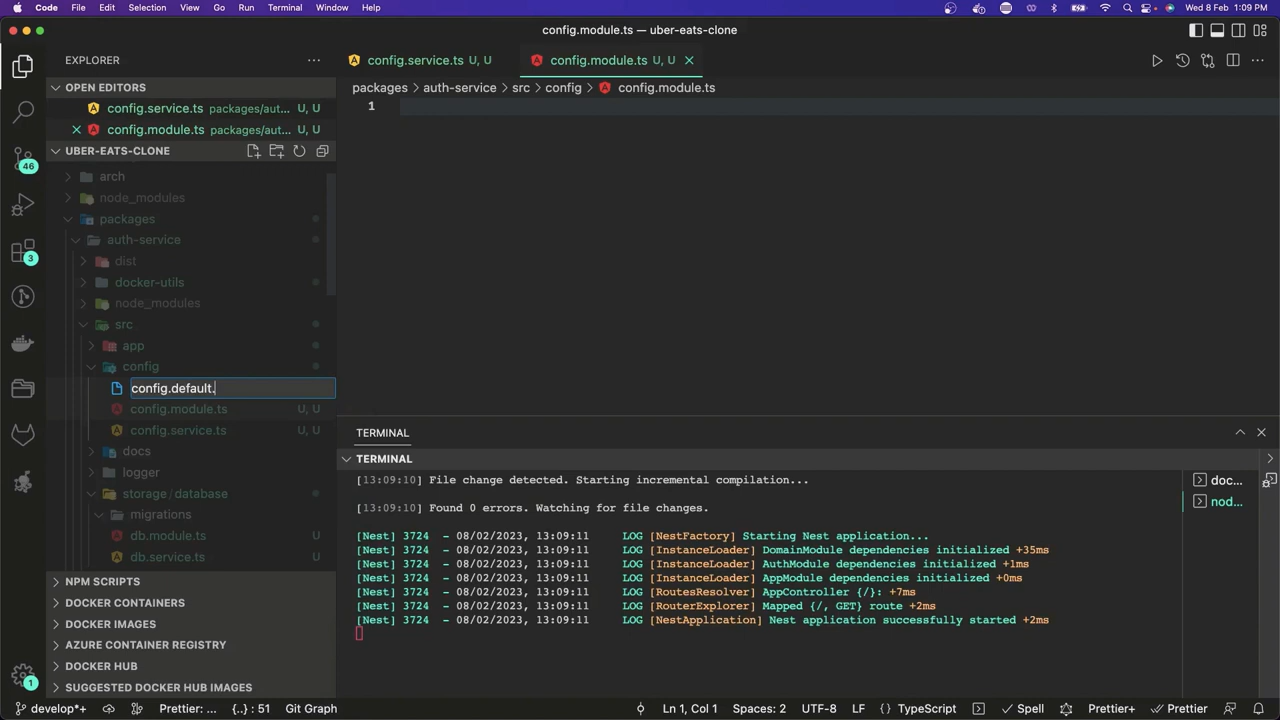 Code File Edit Selection View Go Run Terminal Window Help Wed 8 Feb 1:09 PM
config.module.ts — uber-eats-clone
EXPLORER ...
config.service.ts U, U
config.module.ts U, U
OPEN EDITORS
config.service.ts packages/aut... U, U
config.module.ts packages/aut... U, U
packages > auth-service > src > config > config.module.ts
1
UBER-EATS-CLONE
arch
node_modules
packages
auth-service
dist
docker-utils
node_modules
src
app
config
config.default.
config.module.ts U, U
config.service.ts U, U
docs
logger
storage/database
migrations
db.module.ts
db.service.ts
NPM SCRIPTS
DOCKER CONTAINERS
DOCKER IMAGES
AZURE CONTAINER REGISTRY
DOCKER HUB
SUGGESTED DOCKER HUB IMAGES
46
3
1
TERMINAL
TERMINAL
[13:09:10] File change detected. Starting incremental compilation...
[13:09:10] Found 0 errors. Watching for file changes.
[Nest] 3724 - 08/02/2023, 13:09:11 LOG [NestFactory] Starting Nest application...
[Nest] 3724 - 08/02/2023, 13:09:11 LOG [InstanceLoader] DomainModule dependencies initialized +35ms
[Nest] 3724 - 08/02/2023, 13:09:11 LOG [InstanceLoader] AuthModule dependencies initialized +1ms
[Nest] 3724 - 08/02/2023, 13:09:11 LOG [InstanceLoader] AppModule dependencies initialized +0ms
[Nest] 3724 - 08/02/2023, 13:09:11 LOG [RoutesResolver] AppController {/}: +7ms
[Nest] 3724 - 08/02/2023, 13:09:11 LOG [RouterExplorer] Mapped {/, GET} route +2ms
[Nest] 3724 - 08/02/2023, 13:09:11 LOG [NestApplication] Nest application successfully started +2ms
doc...
nod...
develop*+ Prettier: ... {..} : 51 Git Graph Ln 1, Col 1 Spaces: 2 UTF-8 LF {} TypeScript Spell Prettier+ Prettier